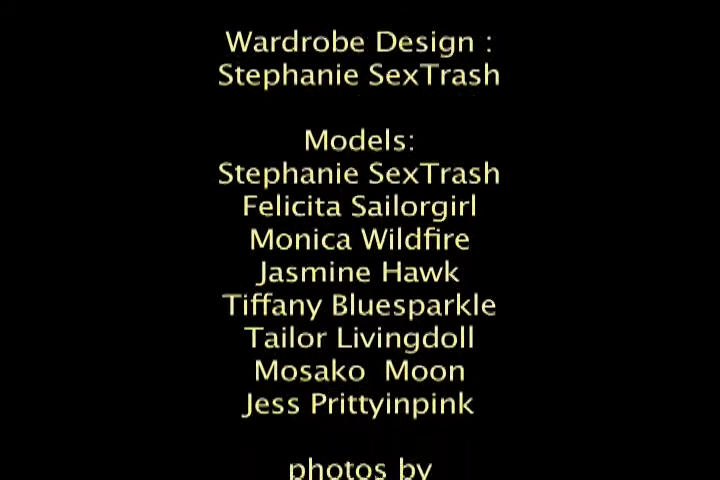 Wardrobe Design :
Stephanie SexTrash
Models:
Stephanie SexTrash
Felicita Sailorgirl
Monica Wildfire
Jasmine Hawk
Tiffany Bluesparkle
Tailor Livingdoll
Mosako  Moon
Jess Prittyinpink
photos by